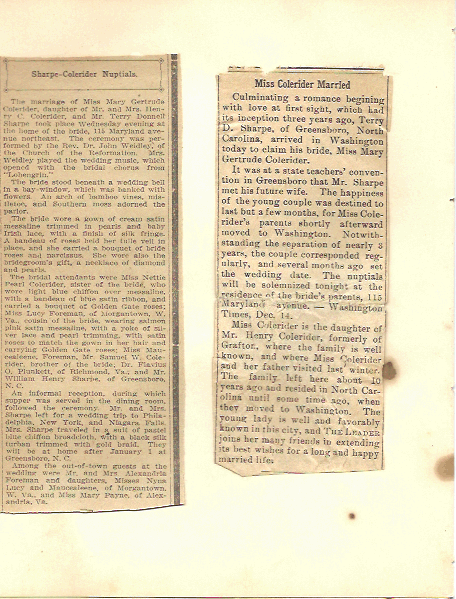 Sharpe-Colerider Nuptials.
The marriage of Miss Mary Gertrude
Colerider, daughter of Mr. and Mrs. Hen-
ry C. Colerider, and Mr. Terry Donnell
Sharpe took place Wednesday evening at
the home of the bride, 115 Maryland ave-
nue northeast. The ceremony was per-
formed by the Rev. Dr. John Weidley, of
the Church of the Reformation. Mrs.
Weidley played the wedding music, which
opened with the bridal chorus from
"Lohengrin."
The bride stood beneath a wedding bell
in a bay-window, which was banked with
flowers. An arch of bamboo vines, mis-
tletoe, and Southern moss adorned the
parlor.
The bride wore a gown of cream satin
messaline trimmed in pearls and baby
Irish lace, with a finish of silk fringe.
A bandeau of roses held her tulle veil in
place, and she carried a bouquet of bride
roses and narcissus. She wore also the
bridegroom's gift, a necklace of diamond
and pearls.
The bridal attendants were Miss Nettie
Pearl Colerider, sister of the bride, who
wore light blue chiffon over messaline,
with a bandeau of blue satin ribbon, and
carried a bouquet of Golden Gate roses;
Miss Lucy Foreman, of Morgantown, W.
Va., cousin of the bride, wearing salmon
pink satin messaline, with a yoke of sil-
ver lace and pearl trimming, with satin
roses to match the gown in her hair and
carrying Golden Gate roses; Miss Mau-
cealeene, Foreman, Mr. Samuel W. Cole-
rider, brother of the bride; Dr. Flavius
O. Plunkett, of Richmond, Va.; and Mr.
William Henry Sharpe, of Greensboro,
N. C.
An informal reception, during which
supper was served in the dining room,
followed the ceremony. Mr. and Mrs.
Sharpe left for a wedding trip to Phila-
delphia, New York, and Niagara Falls.
Mrs. Sharpe traveled in a suit of pastel
blue chiffon broadcloth, with a black silk
turban trimmed with gold braid. They
will be at home after January 1 at
Greensboro, N. C.
Among the out-of-town guests at the
wedding were Mr. and Mrs Alexandria
Foreman and daughters, Misses Nyna
Lucy and Maucealeene, of Morgantown.
W. Va., and Miss Mary Payne, of Alex-
andria, Va.
Miss Colerider Married
Culminating a romance begining
with love at first sight, which had
its inception three years ago, Terry
D. Sharpe, of Greensboro, North
Carolina, arrived in Washington
today to claim his bride, Miss Mary
Gertrude Colerider.
It was at a state teachers' conven-
tion in Greensboro that Mr. Sharpe
met his future wife. The happiness
of the young couple was destined to
last but a few months, for Miss Cole-
rider's parents shortly afterward
moved to Washington. Notwith-
standing the separation of nearly 3
years, the couple corresponded reg-
ularly, and several months ago set
the wedding date. The nuptials
will be solemnized tonight at the
residence of the bride's parents, 115
Maryland avenue.—Washington
Times, Dec. 14.
Miss Colerider is the daughter of
Mr. Henry Colerider, formerly of
Grafton, where the family is well
known, and where Miss Colerider
and her father visited last winter.
The family left here about 10
years ago and resided in North Car-
olina until some time ago, when
they moved to Washington. The
young lady is well and favorably
known in this city, and THE LEADER
joins her many friends in extending
its best wishes for a long and happy
married life.